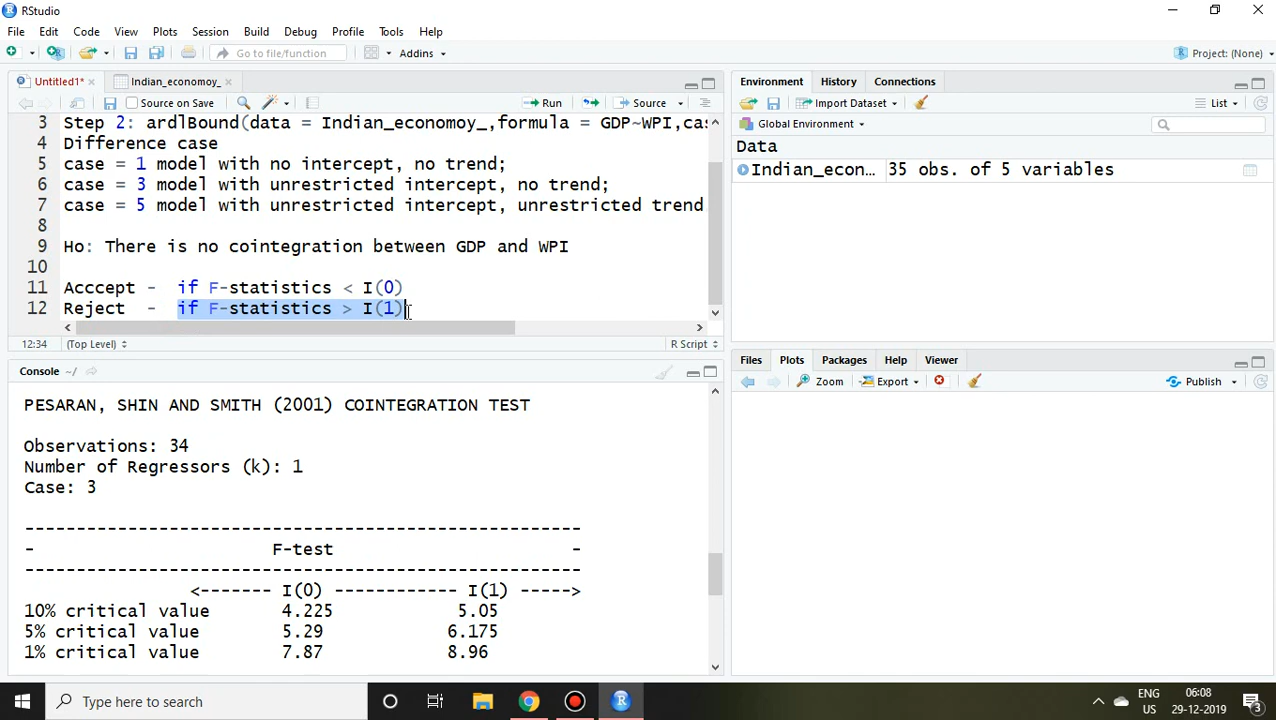 RStudio
File Edit Code View Plots Session Build Debug Profile Tools Help
Go to file/function Addins Project: (None)
Untitled1* Indian_economoy_
Source on Save Run Source
3 Step 2: ardlBound(data = Indian_economoy_,formula = GDP~WPI,cas
4 Difference case
5 case = 1 model with no intercept, no trend;
6 case = 3 model with unrestricted intercept, no trend;
7 case = 5 model with unrestricted intercept, unrestricted trend
8
9 Ho: There is no cointegration between GDP and WPI
10
11 Acccept - if F-statistics < I(0)
12 Reject - if F-statistics > I(1)
12:34 (Top Level) R Script
Console ~/
PESARAN, SHIN AND SMITH (2001) COINTEGRATION TEST
Observations: 34
Number of Regressors (k): 1
Case: 3
------------------------------------------------------
- F-test -
------------------------------------------------------
<------- I(0) ------------ I(1) ----->
10% critical value 4.225 5.05
5% critical value 5.29 6.175
1% critical value 7.87 8.96
Environment History Connections
Import Dataset List
Global Environment
Data
Indian_econ... 35 obs. of 5 variables
Files Plots Packages Help Viewer
Zoom Export Publish
Type here to search
ENG
US
06:08
29-12-2019
3